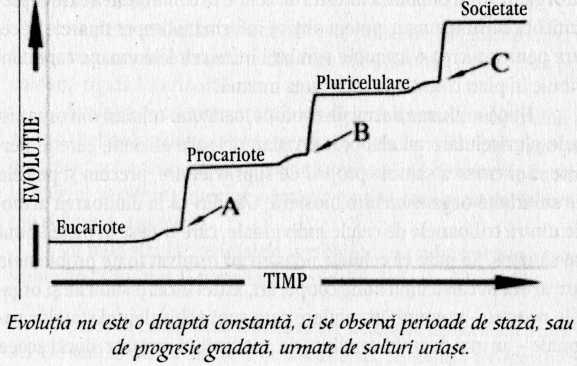 Societate
C
Pluricelulare
B
Procariote
A
Eucariote
EVOLUȚIE
TIMP
Evoluția nu este o dreaptă constantă, ci se observă perioade de stază, sau
de progresie gradată, urmate de salturi uriașe.